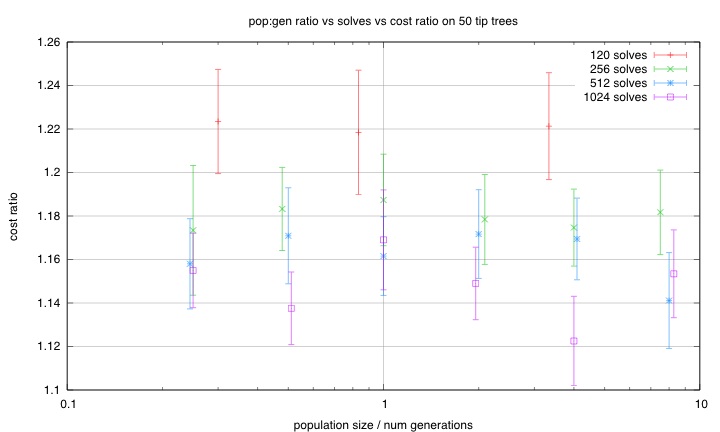 pop:gen ratio vs solves vs cost ratio on 50 tip trees
1.26
1.24
1.22
1.2
1.18
1.16
1.14
1.12
1.1
cost ratio
120 solves
256 solves
512 solves
1024 solves
0.1
1
10
population size / num generations